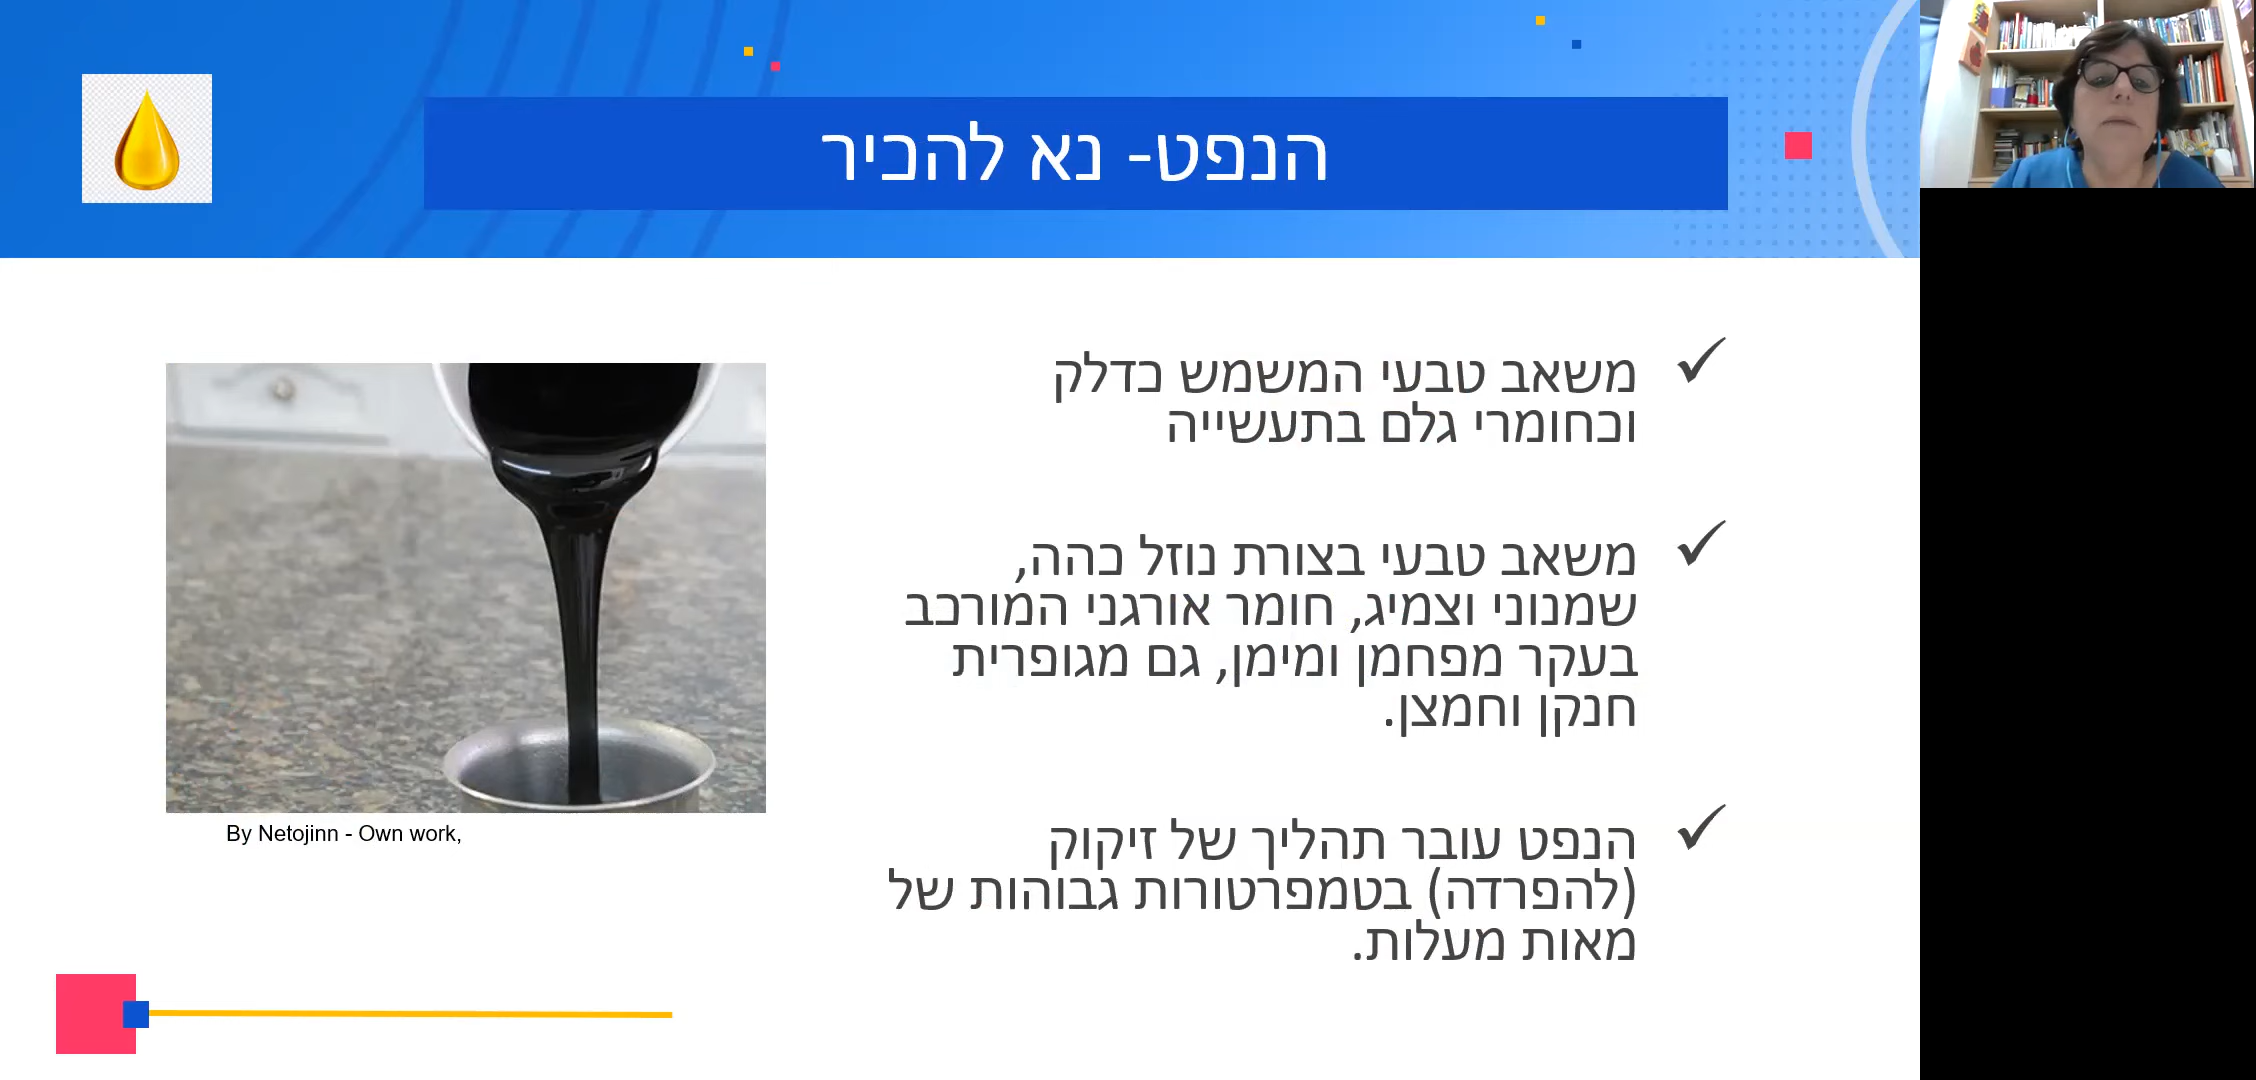 הנפט- נא להכיר
משאב טבעי המשמש כדלק
וכחומרי גלם בתעשייה
משאב טבעי בצורת נוזל כהה,
שמנוני וצמיג, חומר אורגני המורכב
בעקר מפחמן ומימן, גם מגופרית
חנקן וחמצן.
הנפט עובר תהליך של זיקוק
(להפרדה) בטמפרטורות גבוהות של
מאות מעלות.
By Netojinn - Own work,